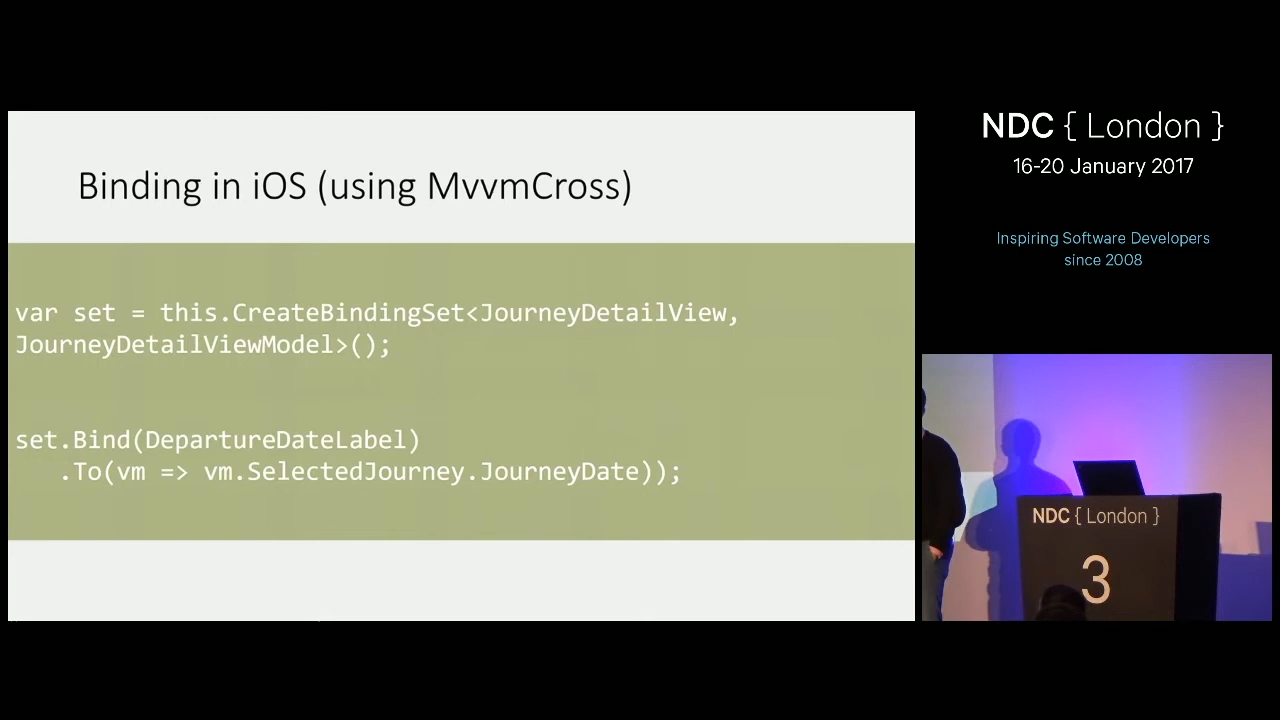 Binding in iOS (using MvvmCross)
var set = this.CreateBindingSet<JourneyDetailView,
JourneyDetailViewModel>();
set.Bind(DepartureDateLabel)
.To(vm => vm.SelectedJourney.JourneyDate));
NDC { London }
16-20 January 2017
Inspiring Software Developers
since 2008
NDC { London }
3